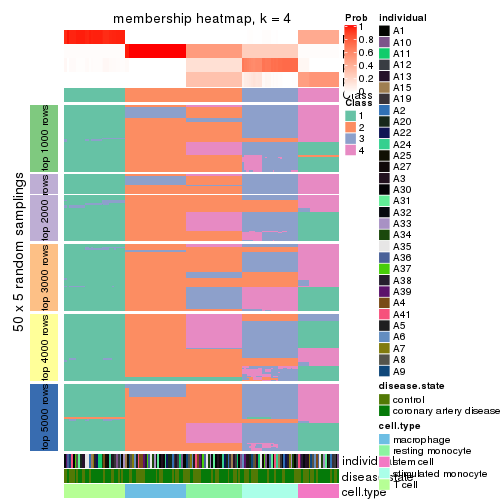 membership heatmap, k = 4
50 x 5 random samplings
top 1000 rows
top 2000 rows
top 3000 rows
top 4000 rows
top 5000 rows
Prob
1
0.8
0.6
0.4
0.2
0
Class
Class
1
2
3
4
individual
disease.state
cell.type
individual
A1
A10
A11
A12
A13
A15
A19
A2
A20
A22
A24
A25
A27
A3
A30
A31
A32
A33
A34
A35
A36
A37
A38
A39
A4
A41
A5
A6
A7
A8
A9
disease.state
control
coronary artery disease
cell.type
macrophage
resting monocyte
stem cell
stimulated monocyte
T cell